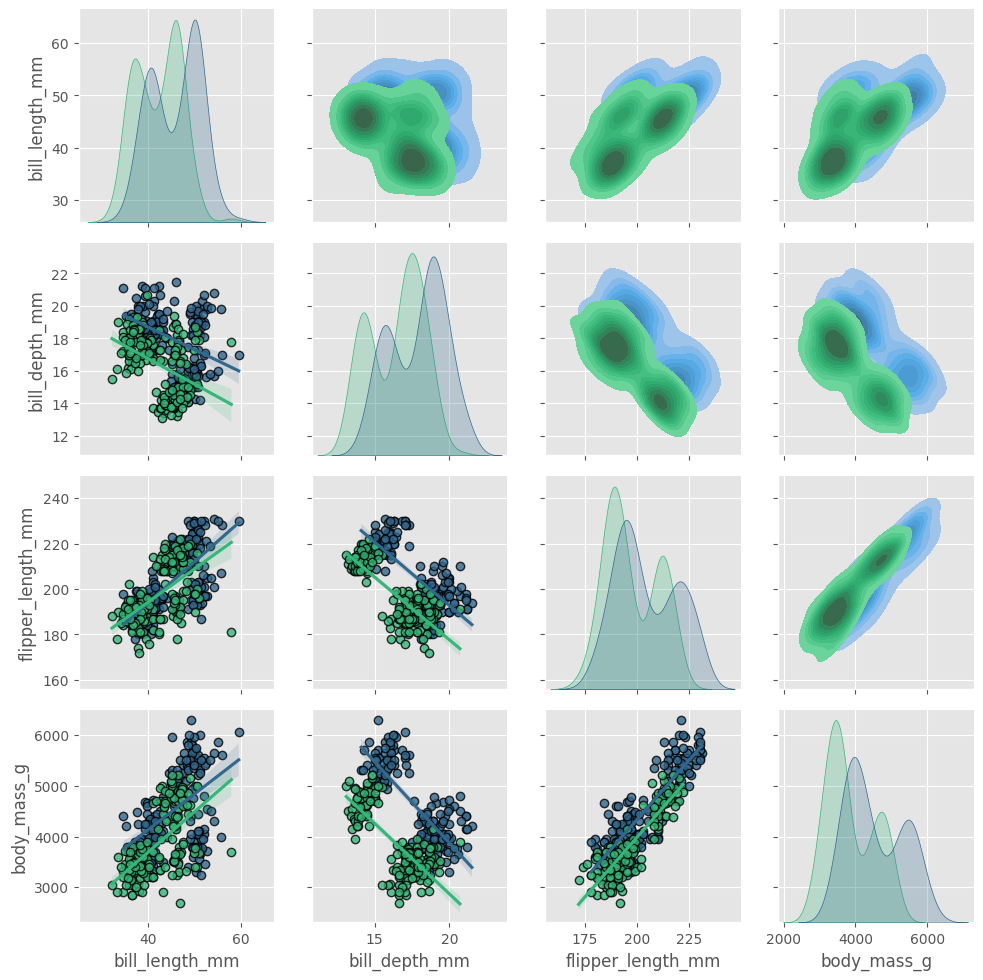 60
50
40
30
bill_length_mm
22
20
18
16
14
12
bill_depth_mm
240
220
200
180
160
flipper_length_mm
6000
5000
4000
3000
body_mass_g
40 60
15 20
175 200 225
2000 4000 6000
bill_length_mm
bill_depth_mm
flipper_length_mm
body_mass_g